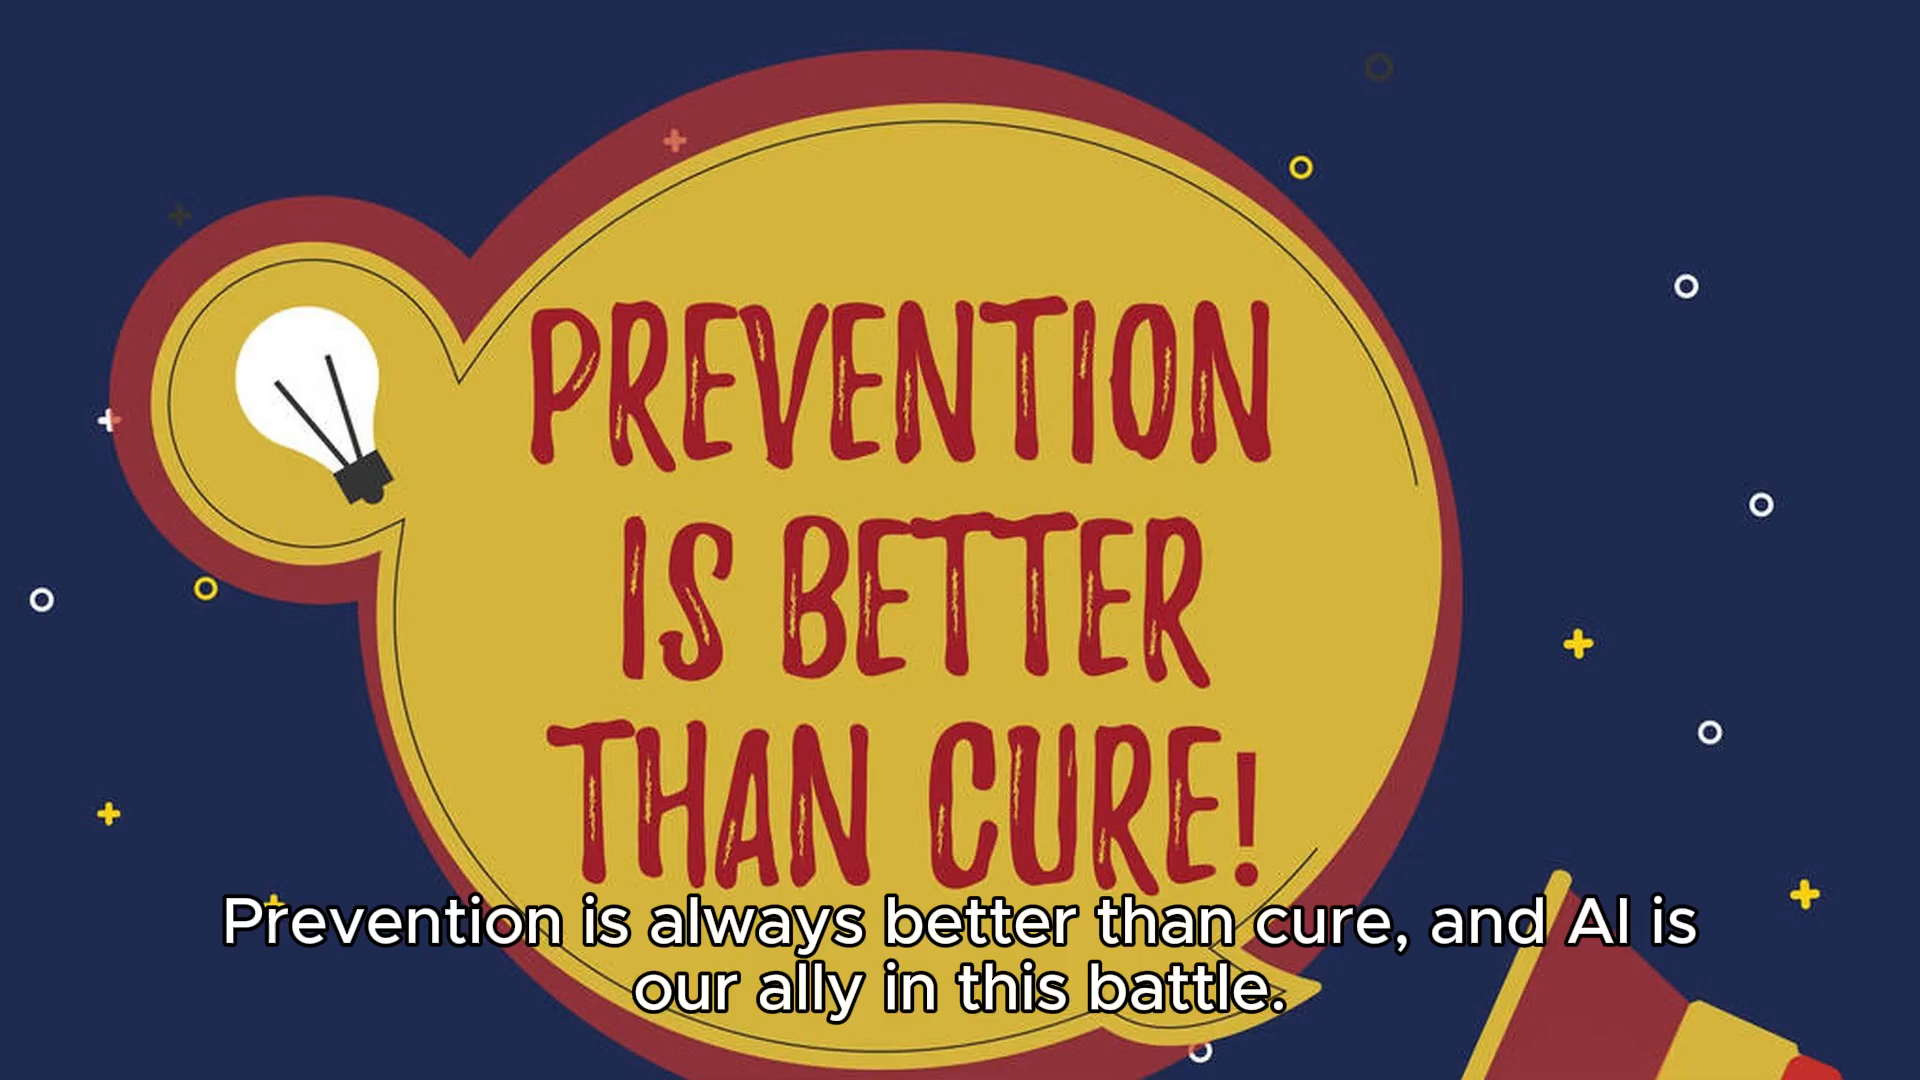 PREVENTION
IS BETTER
THAN CURE!
Prevention is always better than cure, and AI is
our ally in this battle.